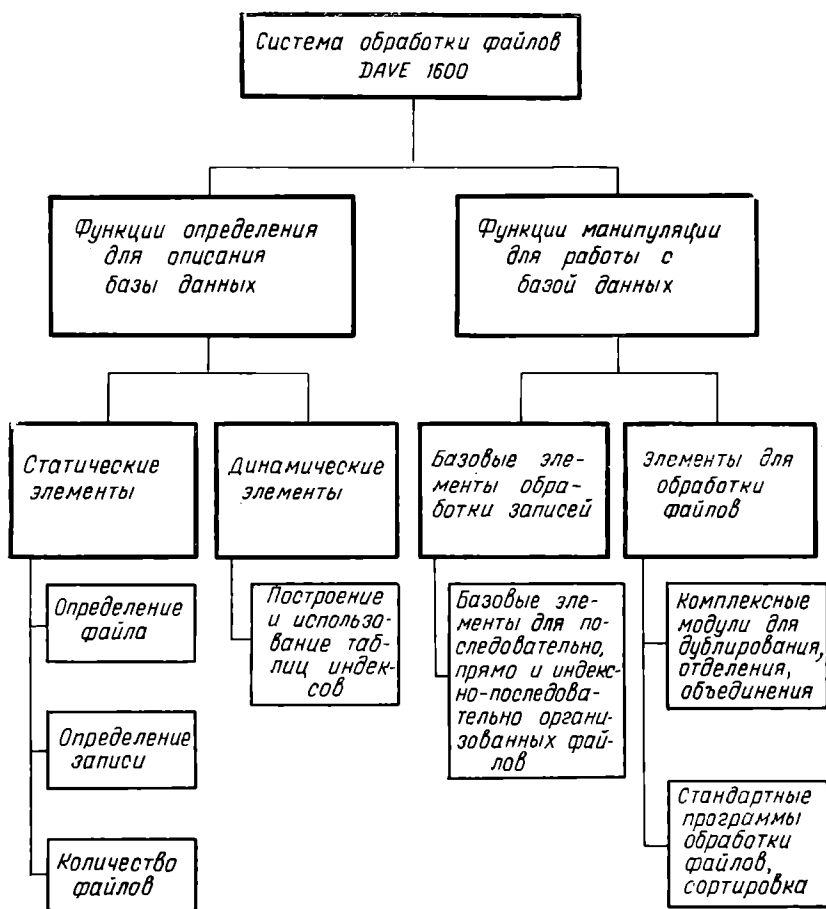 Система обработки файлов
DAVE 1600
Функции определения
для описания
базы данных
Функции манипуляции
для работы с
базой данных
Статические
элементы
Динамические
элементы
Базовые эле-
менты обра-
ботки записей
Элементы для
обработки
файлов
Определение
файла
Определение
записи
Количество
файлов
Построение
и использо-
вание таб-
лиц индек-
сов
Базовые эле-
менты для по-
следовательно,
прямо и индекс-
но-последова-
тельно органи-
зованных фай-
лов
Комплексные
модули для
дублирования,
отделения,
объединения
Стандартные
программы
обработки
файлов,
сортировка